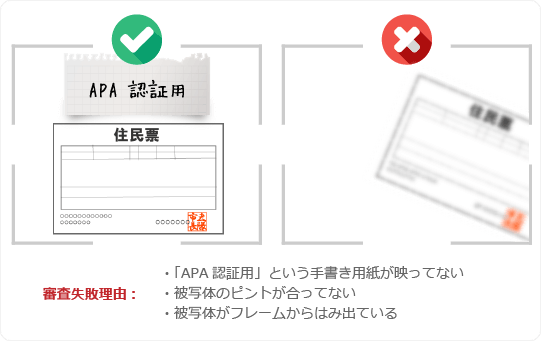 APA 認証用
住民票
○○○○○○○○○○○○
○○○○○○○
○○○○○○○
住民票
審査失敗理由：
・「APA 認証用」という手書き用紙が映ってない
・被写体のピントが合ってない
・被写体がフレームからはみ出ている